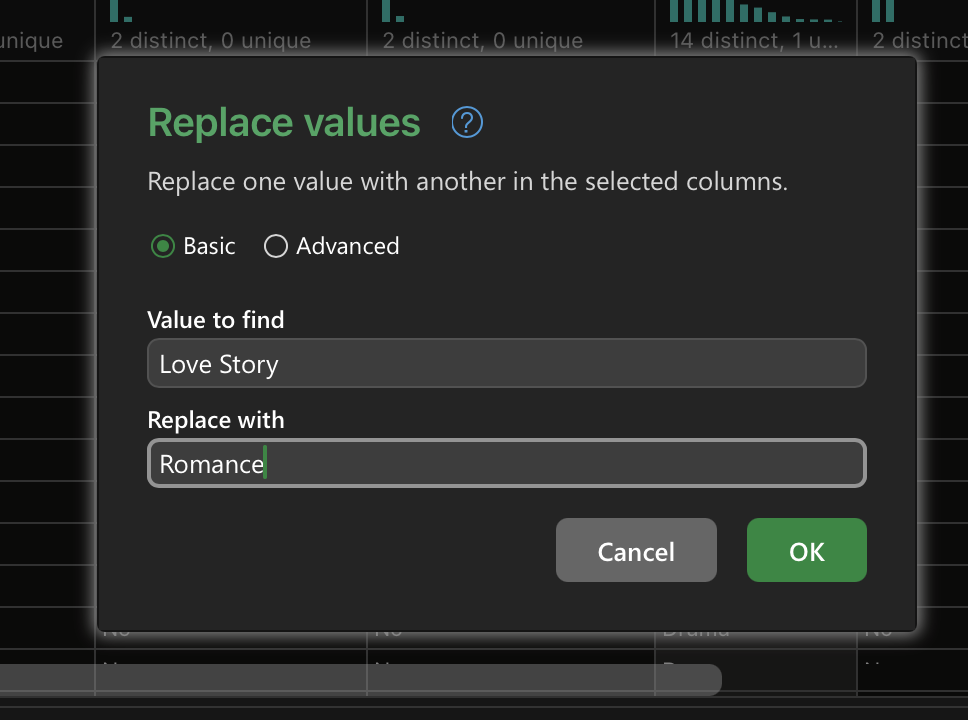 unique
2 distinct, 0 unique
2 distinct, 0 unique
14 distinct, 1 u...
2 distinct
Replace values
?
Replace one value with another in the selected columns.
Basic
Advanced
Value to find
Love Story
Replace with
Romance
Cancel
OK
No
No
Drama
No